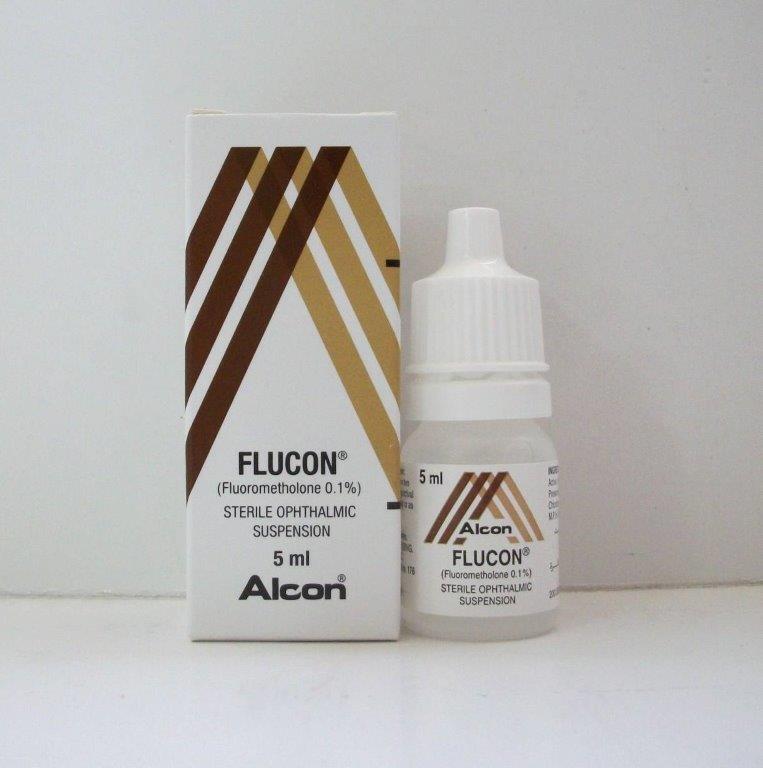 FLUCON®
(Fluorometholone 0.1%)
STERILE OPHTHALMIC
SUSPENSION
5 ml
Alcon®
5 ml
Alcon
FLUCON®
(Fluorometholone 0.1%)
STERILE OPHTHALMIC
SUSPENSION
176